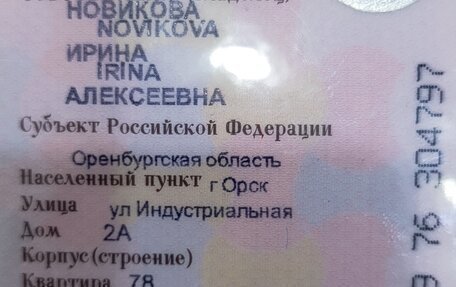 НОВИКОВА
NOVIKOVA
ИРИНА
IRINA
АЛЕКСЕЕВНА
Субъект Российской Федерации
Оренбургская область
Населенный пункт г Орск
Улица ул Индустриальная
Дом 2А
Корпус(строение)
Квартира 78
9 76 304797